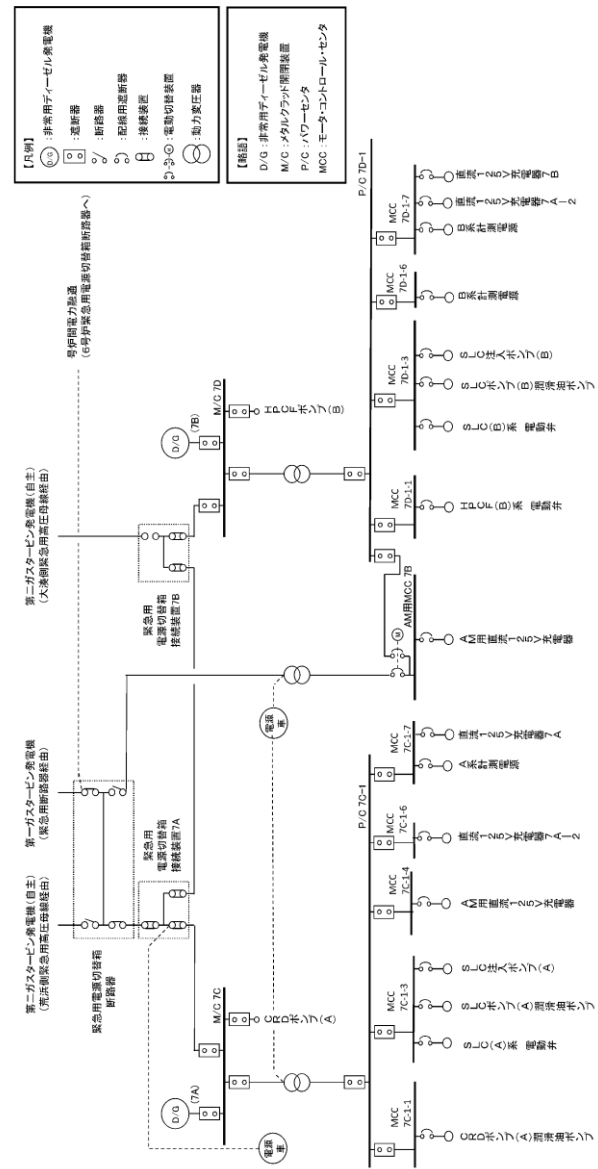 第二ガスタービン発電機(自主)
(荒浜側緊急用高圧母線経由)
第一ガスタービン発電機
(緊急用断路器経由)
第二ガスタービン発電機(自主)
(大湊側緊急用高圧母線経由)
号炉間電力融通
(6号炉緊急用電源切替箱断路器へ)
緊急用電源切替箱
断路器
緊急用
電源切替箱
接続装置7A
緊急用
電源切替箱
接続装置7B
電源
車
電源
車
D/G
(7A)
M/C 7C
CRDポンプ(A)
D/G
(7B)
M/C 7D
HPCFポンプ(B)
P/C 7C-1
P/C 7D-1
MCC
7C-1-1
CRDポンプ(A)潤滑油ポンプ
MCC
7C-1-3
SLC(A)系 電動弁
SLCポンプ(A)潤滑油ポンプ
SLC注入ポンプ(A)
MCC
7C-1-4
AM用直流125V充電器
MCC
7C-1-6
直流125V充電器7A-2
MCC
7C-1-7
A系計測電源
直流125V充電器7A
AM用MCC 7B
M
AM用直流125V充電器
MCC
7D-1-1
HPCF(B)系 電動弁
MCC
7D-1-3
SLC(B)系 電動弁
SLCポンプ(B)潤滑油ポンプ
SLC注入ポンプ(B)
MCC
7D-1-6
B系計測電源
MCC
7D-1-7
B系計測電源
直流125V充電器7A-2
直流125V充電器7B
【凡例】
D/G :非常用ディーゼル発電機
:遮断器
:断路器
:配線用遮断器
:接続装置
M :電動切替装置
:動力変圧器
【略語】
D/G :非常用ディーゼル発電機
M/C :メタルクラッド開閉装置
P/C :パワーセンタ
MCC :モータ・コントロール・センタ